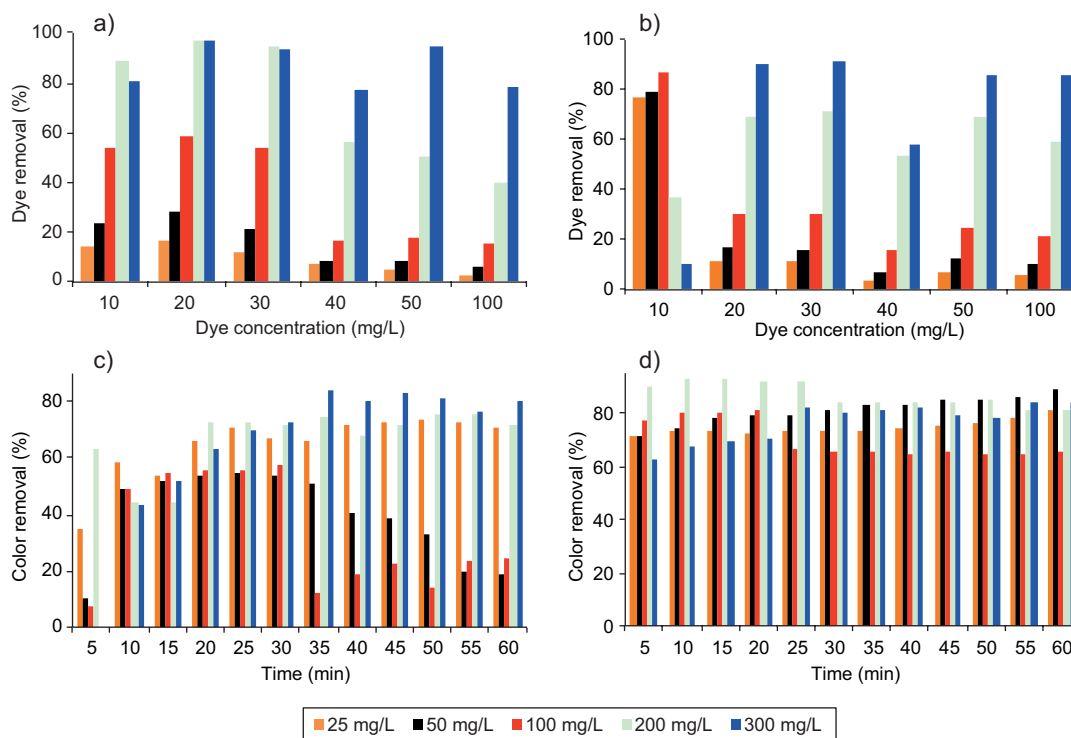 a)
Dye removal (%)
100
80
60
40
20
0
10 20 30 40 50 100
Dye concentration (mg/L)
b)
Dye removal (%)
100
80
60
40
20
0
10 20 30 40 50 100
Dye concentration (mg/L)
c)
Color removal (%)
80
60
40
20
0
5 10 15 20 25 30 35 40 45 50 55 60
Time (min)
d)
Color removal (%)
80
60
40
20
0
5 10 15 20 25 30 35 40 45 50 55 60
Time (min)
25 mg/L 50 mg/L 100 mg/L 200 mg/L 300 mg/L